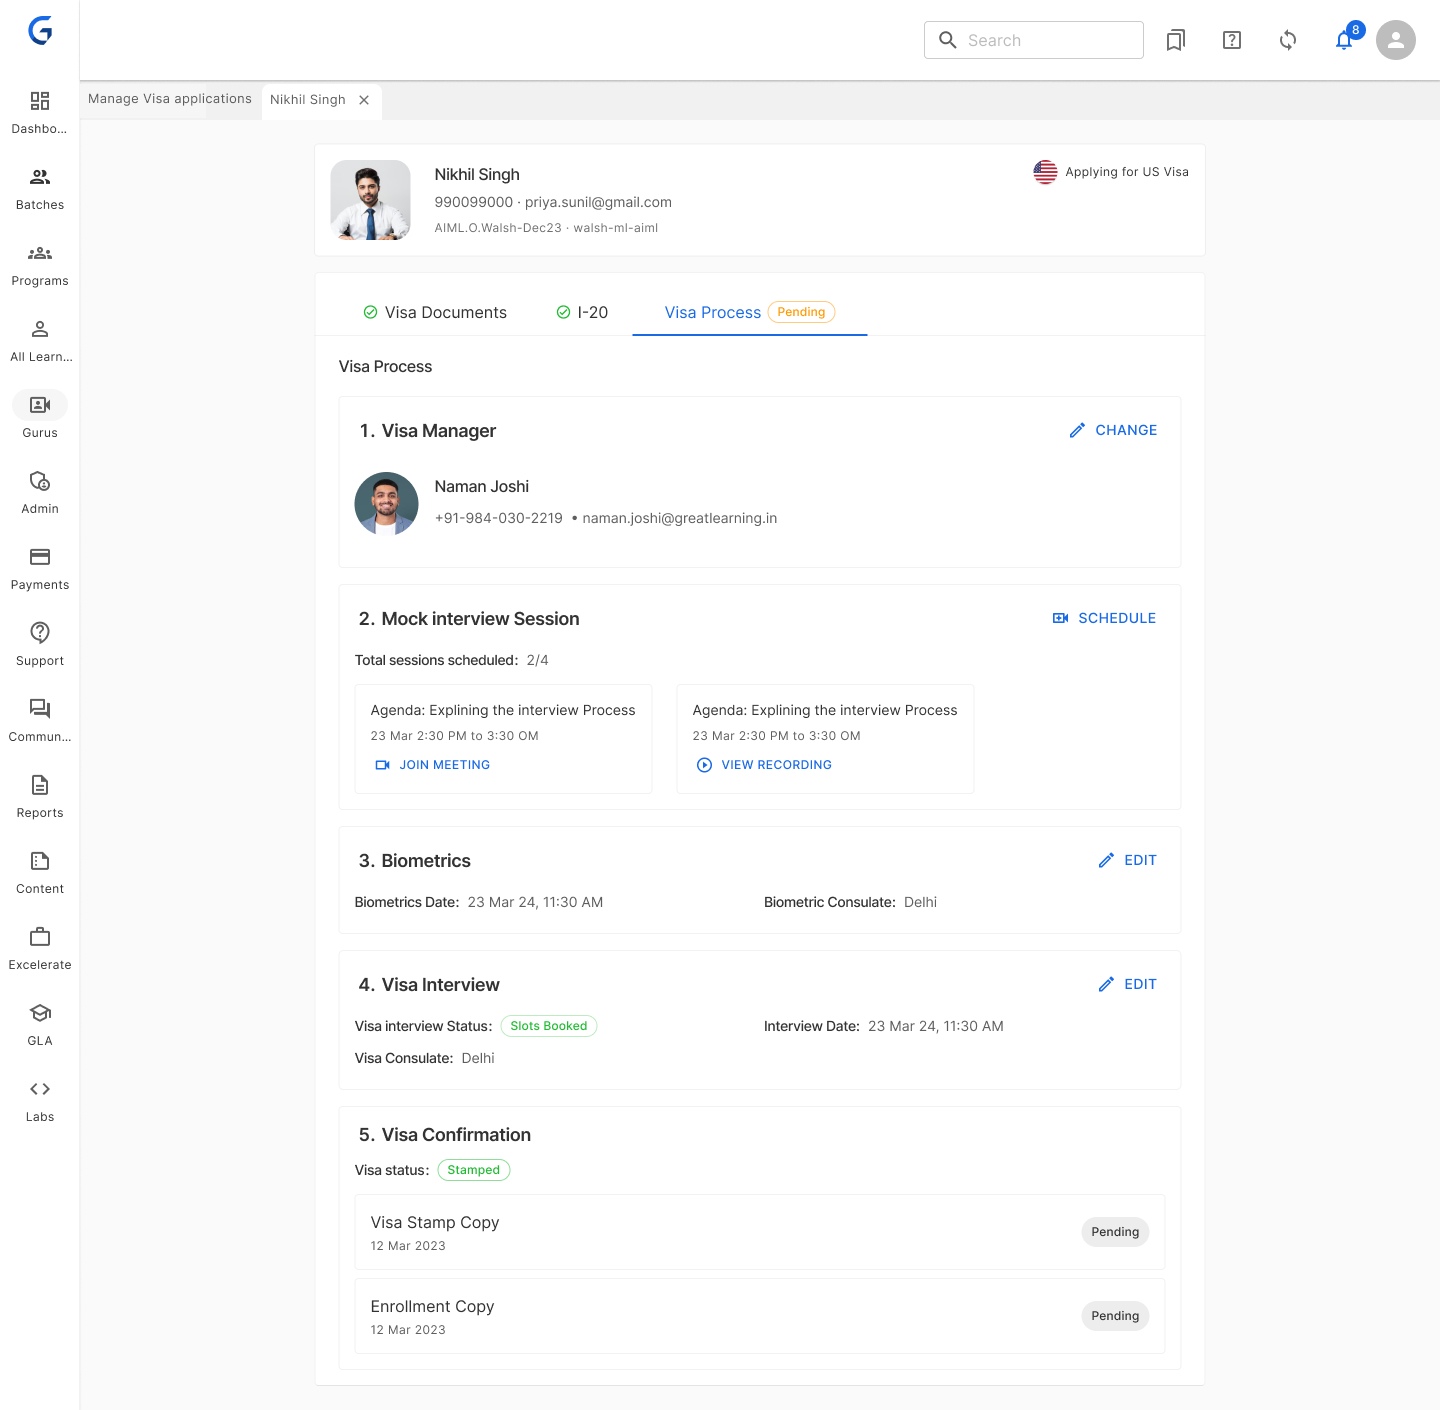 Search
8
Manage Visa applications
Nikhil Singh
Dashbo...
Batches
Programs
All Learn...
Gurus
Admin
Payments
Support
Commun...
Reports
Content
Excelerate
GLA
Labs
Nikhil Singh
Applying for US Visa
990099000 · priya.sunil@gmail.com
AIML.O.Walsh-Dec23 · walsh-ml-aiml
Visa Documents
I-20
Visa Process Pending
Visa Process
1. Visa Manager
CHANGE
Naman Joshi
+91-984-030-2219 • naman.joshi@greatlearning.in
2. Mock interview Session
SCHEDULE
Total sessions scheduled: 2/4
Agenda: Explining the interview Process
23 Mar 2:30 PM to 3:30 OM
JOIN MEETING
Agenda: Explining the interview Process
23 Mar 2:30 PM to 3:30 OM
VIEW RECORDING
3. Biometrics
EDIT
Biometrics Date: 23 Mar 24, 11:30 AM
Biometric Consulate: Delhi
4. Visa Interview
EDIT
Visa interview Status: Slots Booked
Interview Date: 23 Mar 24, 11:30 AM
Visa Consulate: Delhi
5. Visa Confirmation
Visa status: Stamped
Visa Stamp Copy
12 Mar 2023
Pending
Enrollment Copy
12 Mar 2023
Pending